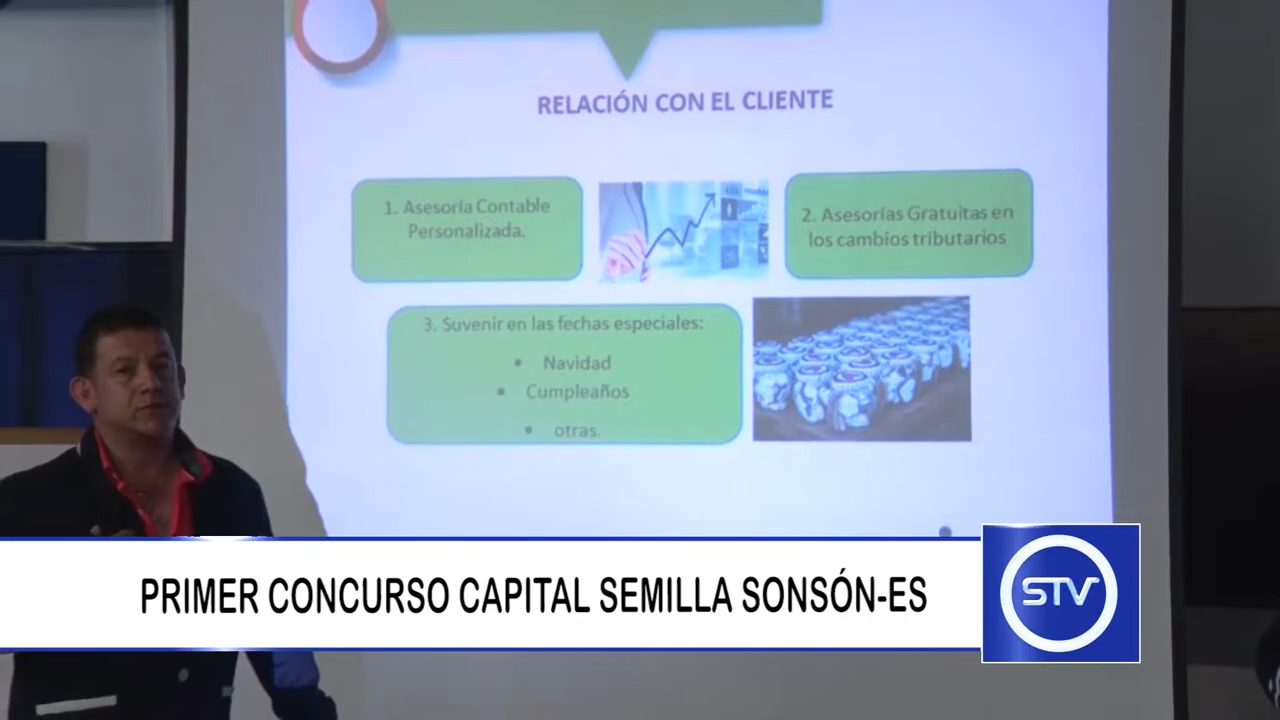 RELACIÓN CON EL CLIENTE
1. Asesoría Contable
Personalizada.
2. Asesorías Gratuitas en
los cambios tributarios
3. Suvenir en las fechas especiales:
• Navidad
• Cumpleaños
• otras.
PRIMER CONCURSO CAPITAL SEMILLA SONSÓN-ES
STV